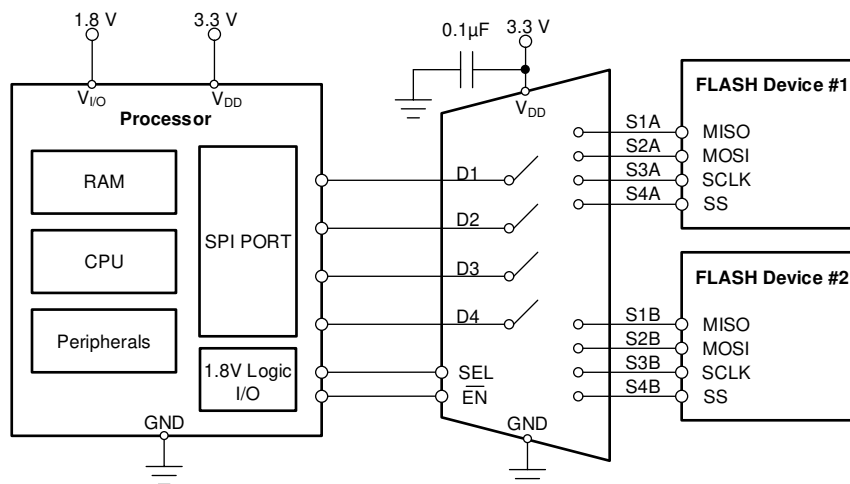 1.8 V
3.3 V
V_I/O
V_DD
Processor
RAM
CPU
Peripherals
SPI PORT
1.8V Logic
I/O
GND
0.1µF
3.3 V
V_DD
D1
D2
D3
D4
SEL
E̅N̅
GND
S1A
S2A
S3A
S4A
S1B
S2B
S3B
S4B
FLASH Device #1
MISO
MOSI
SCLK
SS
FLASH Device #2
MISO
MOSI
SCLK
SS